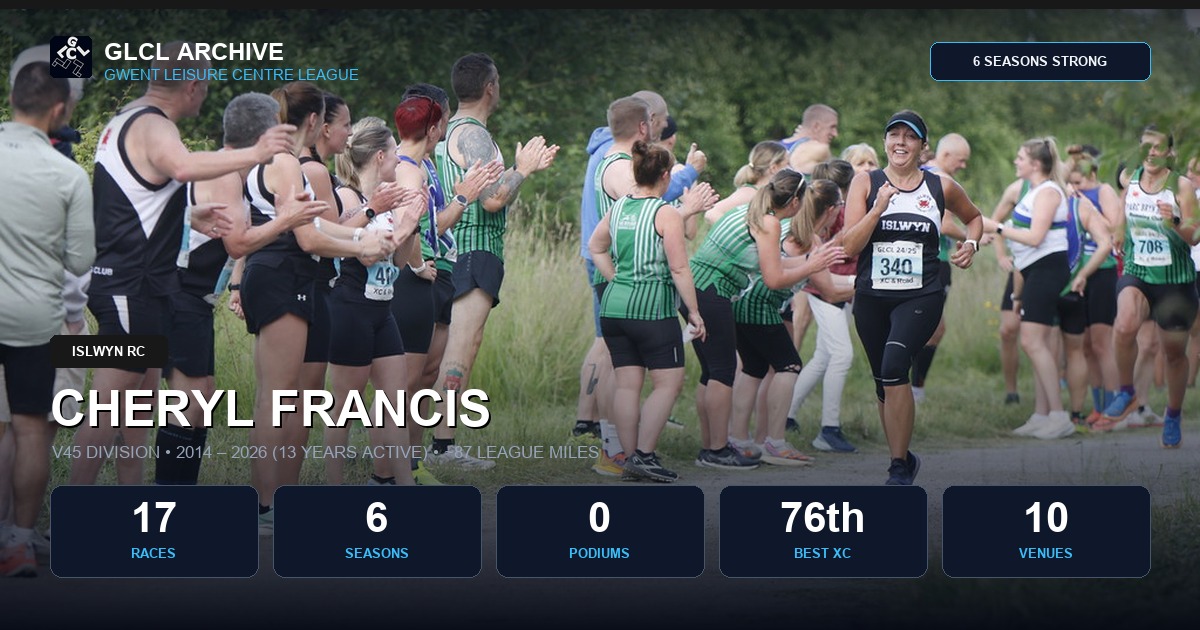 GLCL ARCHIVE
GWENT LEISURE CENTRE LEAGUE
6 SEASONS STRONG
ISLWYN
GLCL 24/25
340
XC & Road
708
ISLWYN RC
CHERYL FRANCIS
V45 DIVISION • 2014 – 2026 (13 YEARS ACTIVE) • 87 LEAGUE MILES
17
RACES
6
SEASONS
0
PODIUMS
76th
BEST XC
10
VENUES